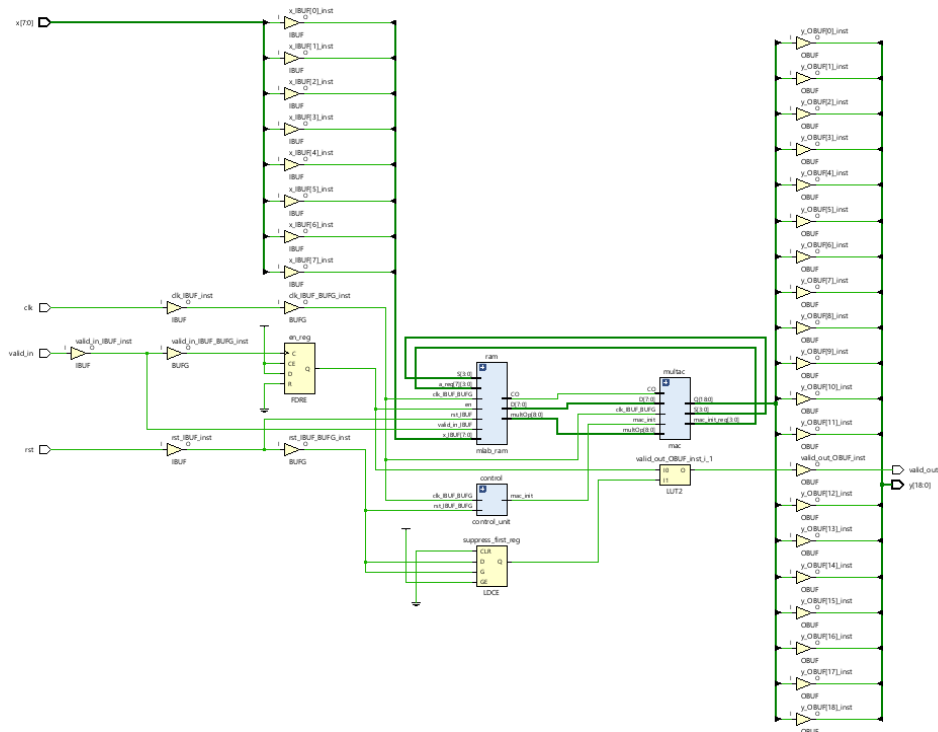 x[7:0]
x_IBUF[0]_inst
I
O
IBUF
x_IBUF[1]_inst
I
O
IBUF
x_IBUF[2]_inst
I
O
IBUF
x_IBUF[3]_inst
I
O
IBUF
x_IBUF[4]_inst
I
O
IBUF
x_IBUF[5]_inst
I
O
IBUF
x_IBUF[6]_inst
I
O
IBUF
x_IBUF[7]_inst
I
O
IBUF
clk
clk_IBUF_inst
I
O
IBUF
clk_IBUF_BUFG_inst
I
O
BUFG
valid_in
valid_in_IBUF_inst
I
O
IBUF
valid_in_IBUF_BUFG_inst
I
O
BUFG
en_reg
C
CE
D
R
Q
FDRE
rst
rst_IBUF_inst
I
O
IBUF
rst_IBUF_BUFG_inst
I
O
BUFG
ram
S[3:0]
a_reg[7][3:0]
clk_IBUF_BUFG
en
rst_IBUF
valid_in_IBUF
x_IBUF[7:0]
CO
D[7:0]
multOp[8:0]
mlab_ram
multac
CO
D[7:0]
clk_IBUF_BUFG
mac_init
multOp[8:0]
Q[18:0]
S[3:0]
mac_init_reg[3:0]
mac
control
clk_IBUF_BUFG
rst_IBUF_BUFG
mac_init
control_unit
suppress_first_reg
CLR
D
G
GE
Q
LDCE
valid_out_OBUF_inst_i_1
I0
I1
O
LUT2
y_OBUF[0]_inst
I
O
OBUF
y_OBUF[1]_inst
I
O
OBUF
y_OBUF[2]_inst
I
O
OBUF
y_OBUF[3]_inst
I
O
OBUF
y_OBUF[4]_inst
I
O
OBUF
y_OBUF[5]_inst
I
O
OBUF
y_OBUF[6]_inst
I
O
OBUF
y_OBUF[7]_inst
I
O
OBUF
y_OBUF[8]_inst
I
O
OBUF
y_OBUF[9]_inst
I
O
OBUF
y_OBUF[10]_inst
I
O
OBUF
y_OBUF[11]_inst
I
O
OBUF
valid_out_OBUF_inst
I
O
OBUF
valid_out
y[18:0]
y_OBUF[12]_inst
I
O
OBUF
y_OBUF[13]_inst
I
O
OBUF
y_OBUF[14]_inst
I
O
OBUF
y_OBUF[15]_inst
I
O
OBUF
y_OBUF[16]_inst
I
O
OBUF
y_OBUF[17]_inst
I
O
OBUF
y_OBUF[18]_inst
I
O
OBUF